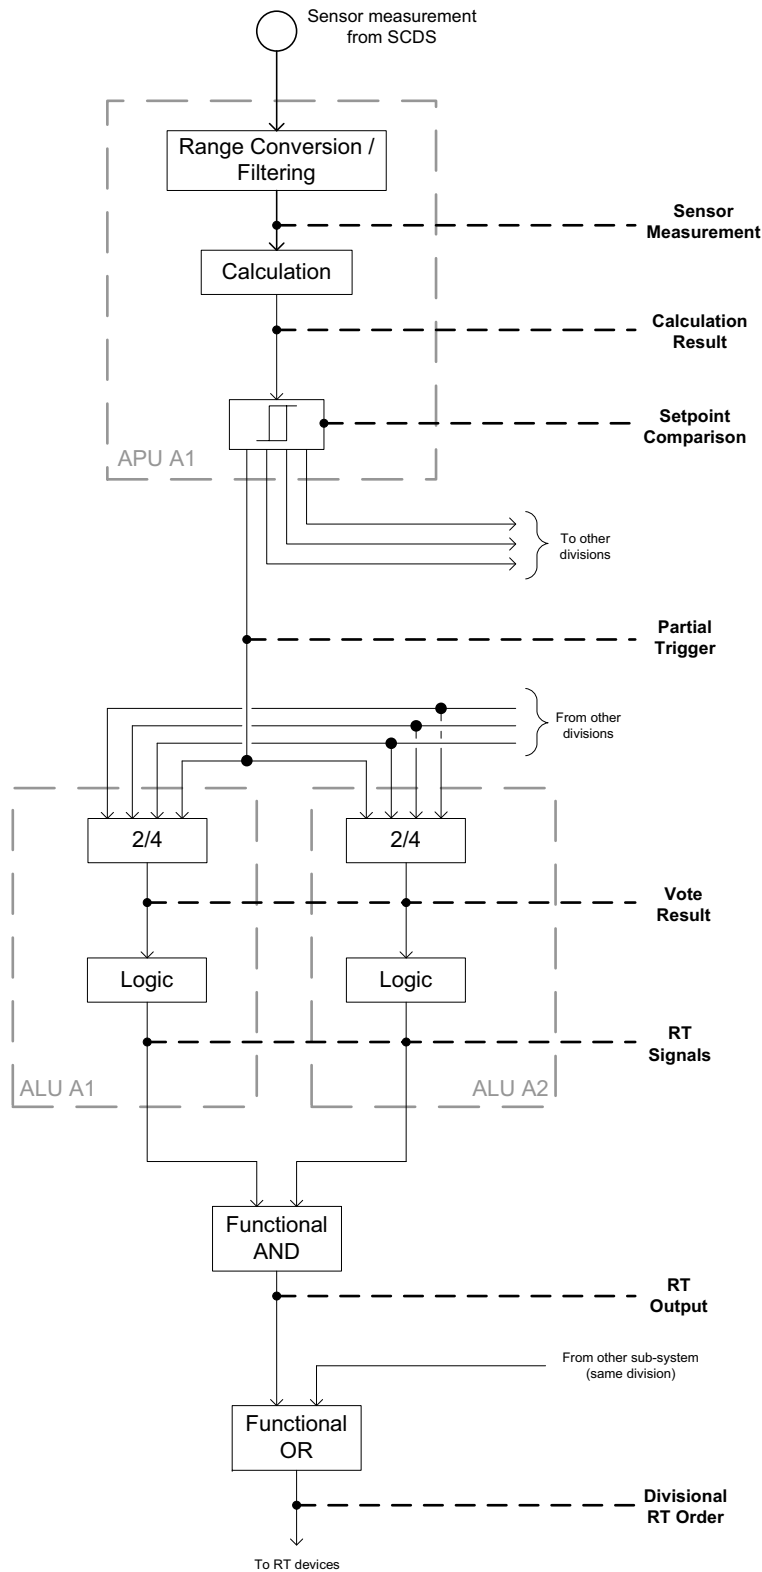 Sensor measurement
from SCDS
Range Conversion /
Filtering
Sensor
Measurement
Calculation
Calculation
Result
Setpoint
Comparison
APU A1
To other
divisions
Partial
Trigger
From other
divisions
2/4
2/4
Vote
Result
Logic
Logic
RT
Signals
ALU A1
ALU A2
Functional
AND
RT
Output
From other sub-system
(same division)
Functional
OR
Divisional
RT Order
To RT devices